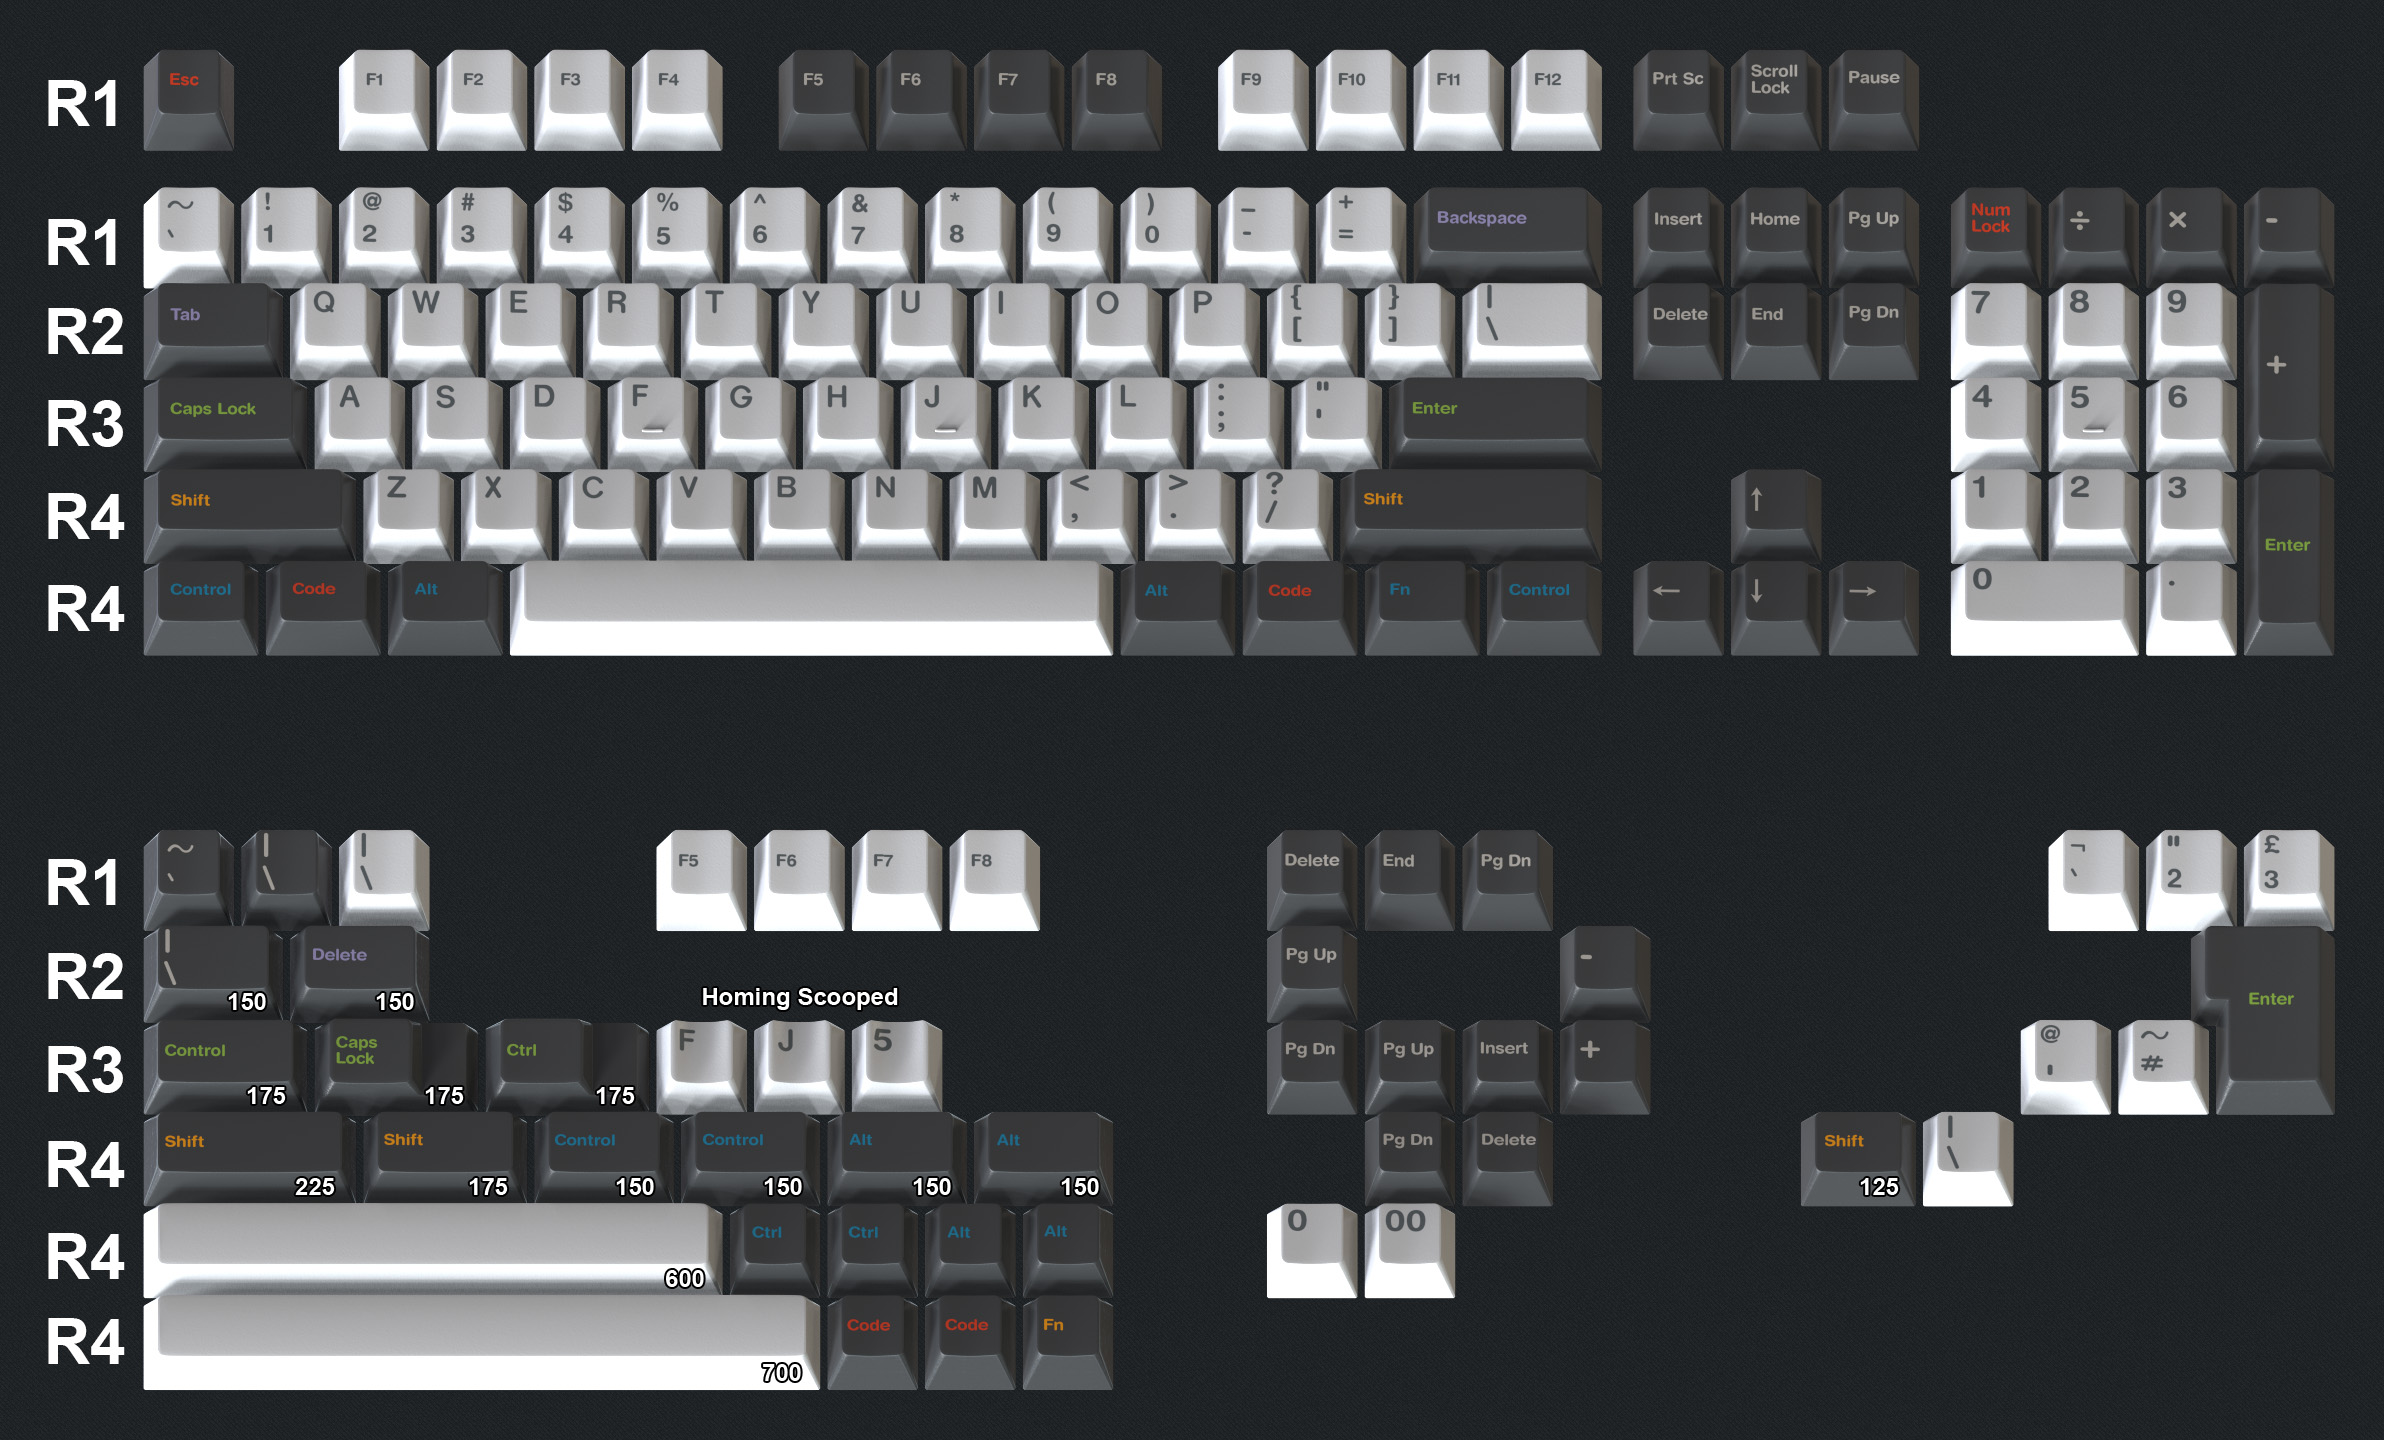 R1 Esc F1 F2 F3 F4 F5 F6 F7 F8 F9 F10 F11 F12 Prt Sc Scroll Lock Pause
R1 ~ ` ! 1 @ 2 # 3 $ 4 % 5 ^ 6 & 7 * 8 ( 9 ) 0 _ - + = Backspace Insert Home Pg Up Num Lock ÷ × -
R2 Tab Q W E R T Y U I O P { [ } ] | \ Delete End Pg Dn 7 8 9 +
R3 Caps Lock A S D F G H J K L : ; " ' Enter 4 5 6
R4 Shift Z X C V B N M < , > . ? / Shift ↑ 1 2 3 Enter
R4 Control Code Alt Alt Code Fn Control ← ↓ → 0 .
R1 ~ ` | \ | \ F5 F6 F7 F8 Delete End Pg Dn ¬ ` " 2 £ 3
R2 | \ 150 Delete 150 Pg Up - Enter
Homing Scooped
R3 Control 175 Caps Lock 175 Ctrl 175 F J 5 Pg Dn Pg Up Insert + @ ' ~ #
R4 Shift 225 Shift 175 Control 150 Control 150 Alt 150 Alt 150 Pg Dn Delete Shift 125 | \
R4 600 Ctrl Ctrl Alt Alt 0 00
R4 700 Code Code Fn